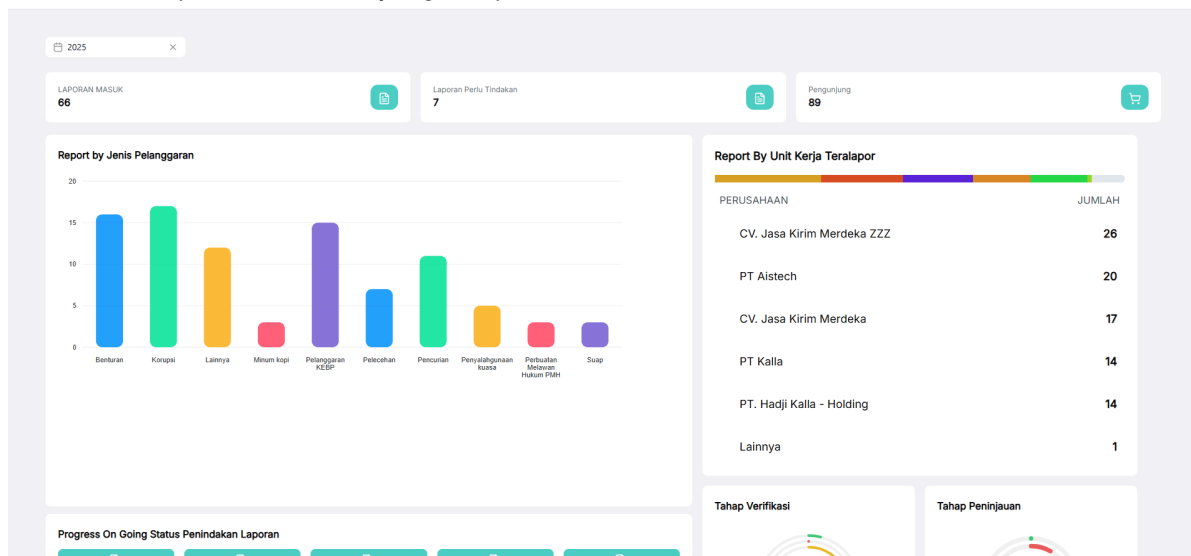 2025
LAPORAN MASUK
66
Laporan Perlu Tindakan
7
Pengunjung
89
Report by Jenis Pelanggaran
20
15
10
5
0
Benturan
Korupsi
Lainnya
Minum kopi
Pelanggaran
KEBP
Pelecehan
Pencurian
Penyalahgunaan
kuasa
Perbuatan
Melawan
Hukum PMH
Suap
Report By Unit Kerja Teralapor
PERUSAHAAN JUMLAH
CV. Jasa Kirim Merdeka ZZZ 26
PT Aistech 20
CV. Jasa Kirim Merdeka 17
PT Kalla 14
PT. Hadji Kalla - Holding 14
Lainnya 1
Progress On Going Status Penindakan Laporan
Tahap Verifikasi
Tahap Peninjauan